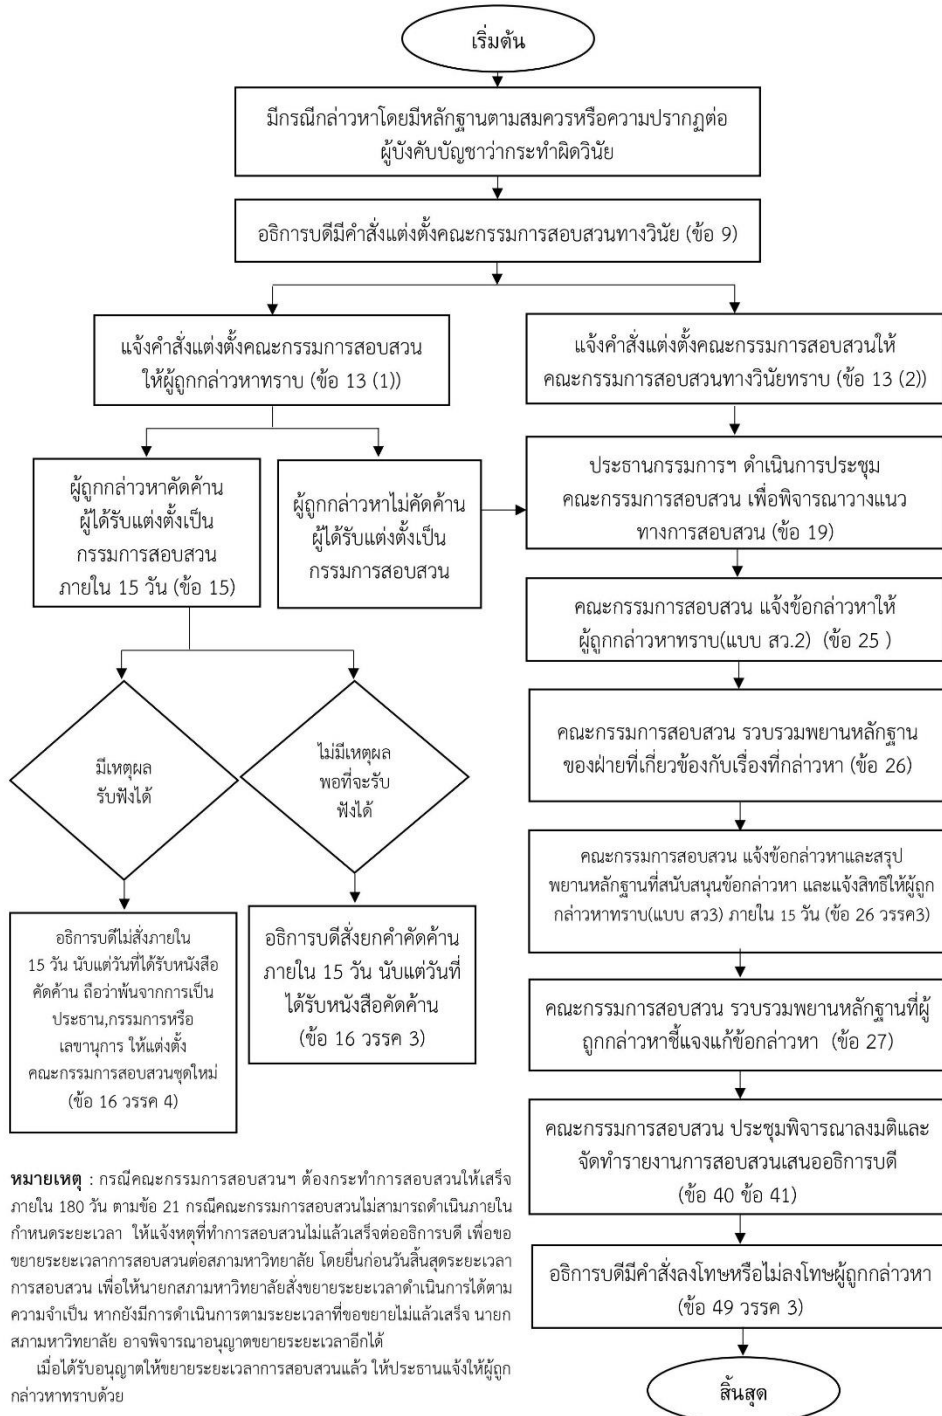 เริ่มต้น
มีกรณีกล่าวหาโดยมีหลักฐานตามสมควรหรือความปรากฏต่อ
ผู้บังคับบัญชาว่ากระทำผิดวินัย
อธิการบดีมีคำสั่งแต่งตั้งคณะกรรมการสอบสวนทางวินัย (ข้อ 9)
แจ้งคำสั่งแต่งตั้งคณะกรรมการสอบสวน
ให้ผู้ถูกกล่าวหาทราบ (ข้อ 13 (1))
ผู้ถูกกล่าวหาคัดค้าน
ผู้ได้รับแต่งตั้งเป็น
กรรมการสอบสวน
ภายใน 15 วัน (ข้อ 15)
ผู้ถูกกล่าวหาไม่คัดค้าน
ผู้ได้รับแต่งตั้งเป็น
กรรมการสอบสวน
มีเหตุผล
รับฟังได้
ไม่มีเหตุผล
พอที่จะรับ
ฟังได้
อธิการบดีไม่สั่งภายใน
15 วัน นับแต่วันที่ได้รับหนังสือ
คัดค้าน ถือว่าพ้นจากการเป็น
ประธาน,กรรมการหรือ
เลขานุการ ให้แต่งตั้ง
คณะกรรมการสอบสวนชุดใหม่
(ข้อ 16 วรรค 4)
อธิการบดีสั่งยกคำคัดค้าน
ภายใน 15 วัน นับแต่วันที่
ได้รับหนังสือคัดค้าน
(ข้อ 16 วรรค 3)
แจ้งคำสั่งแต่งตั้งคณะกรรมการสอบสวนให้
คณะกรรมการสอบสวนทางวินัยทราบ (ข้อ 13 (2))
ประธานกรรมการฯ ดำเนินการประชุม
คณะกรรมการสอบสวน เพื่อพิจารณาวางแนว
ทางการสอบสวน (ข้อ 19)
คณะกรรมการสอบสวน แจ้งข้อกล่าวหาให้
ผู้ถูกกล่าวหาทราบ(แบบ สว.2) (ข้อ 25 )
คณะกรรมการสอบสวน รวบรวมพยานหลักฐาน
ของฝ่ายที่เกี่ยวข้องกับเรื่องที่กล่าวหา (ข้อ 26)
คณะกรรมการสอบสวน แจ้งข้อกล่าวหาและสรุป
พยานหลักฐานที่สนับสนุนข้อกล่าวหา และแจ้งสิทธิให้ผู้ถูก
กล่าวหาทราบ(แบบ สว3) ภายใน 15 วัน (ข้อ 26 วรรค3)
คณะกรรมการสอบสวน รวบรวมพยานหลักฐานที่ผู้
ถูกกล่าวหาชี้แจงแก้ข้อกล่าวหา (ข้อ 27)
คณะกรรมการสอบสวน ประชุมพิจารณาลงมติและ
จัดทำรายงานการสอบสวนเสนออธิการบดี
(ข้อ 40 ข้อ 41)
อธิการบดีมีคำสั่งลงโทษหรือไม่ลงโทษผู้ถูกกล่าวหา
(ข้อ 49 วรรค 3)
สิ้นสุด
หมายเหตุ : กรณีคณะกรรมการสอบสวนฯ ต้องกระทำการสอบสวนให้เสร็จ
ภายใน 180 วัน ตามข้อ 21 กรณีคณะกรรมการสอบสวนไม่สามารถดำเนินภายใน
กำหนดระยะเวลา ให้แจ้งเหตุที่ทำการสอบสวนไม่แล้วเสร็จต่ออธิการบดี เพื่อขอ
ขยายระยะเวลาการสอบสวนต่อสภามหาวิทยาลัย โดยยื่นก่อนวันสิ้นสุดระยะเวลา
การสอบสวน เพื่อให้นายกสภามหาวิทยาลัยสั่งขยายระยะเวลาดำเนินการได้ตาม
ความจำเป็น หากยังมีการดำเนินการตามระยะเวลาที่ขอขยายไม่แล้วเสร็จ นายก
สภามหาวิทยาลัย อาจพิจารณาอนุญาตขยายระยะเวลาอีกได้
เมื่อได้รับอนุญาตให้ขยายระยะเวลาการสอบสวนแล้ว ให้ประธานแจ้งให้ผู้ถูก
กล่าวหาทราบด้วย